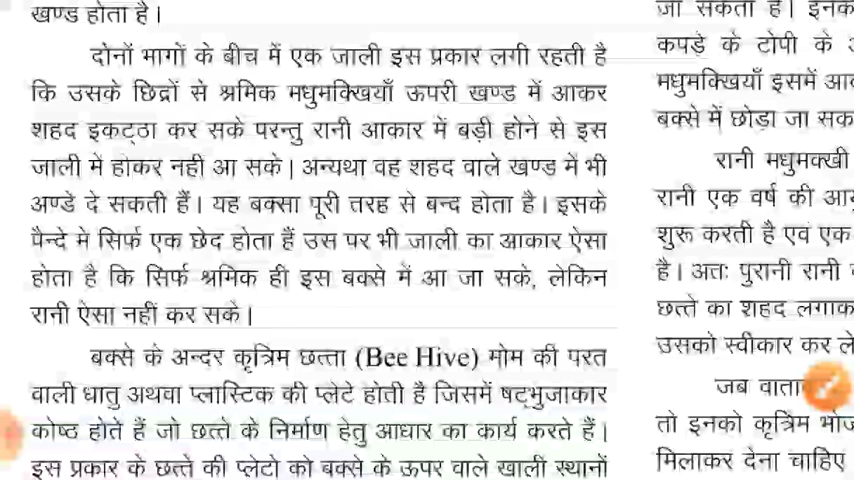 खण्ड होता है।
दोनों भागों के बीच में एक जाली इस प्रकार लगी रहती है
कि उसके छिद्रों से श्रमिक मधुमक्खियाँ ऊपरी खण्ड में आकर
शहद इकट्ठा कर सके परन्तु रानी आकार में बड़ी होने से इस
जाली में होकर नही आ सके। अन्यथा वह शहद वाले खण्ड में भी
अण्डे दे सकती हैं। यह बक्सा पूरी तरह से बन्द होता है। इसके
पैन्दे मे सिर्फ एक छेद होता हैं उस पर भी जाली का आकार ऐसा
होता है कि सिर्फ श्रमिक ही इस बक्से में आ जा सके, लेकिन
रानी ऐसा नहीं कर सके।
बक्से के अन्दर कृत्रिम छत्ता (Bee Hive) मोम की परत
वाली धातु अथवा प्लास्टिक की प्लेटे होती है जिसमें षट्भुजाकार
कोष्ठ होते हैं जो छत्ते के निर्माण हेतु आधार का कार्य करते हैं।
इस प्रकार के छत्ते की प्लेटो को बक्से के ऊपर वाले खाली स्थानों
जा सकता है। इनक
कपड़े के टोपी के
मधुमक्खियाँ इसमें आ
बक्से में छोड़ा जा सक
रानी मधुमक्खी
रानी एक वर्ष की आ
शुरू करती है एवं एक
है। अत्तः पुरानी रानी
छत्ते का शहद लगाक
उसको स्वीकार कर ले
जब वाता
तो इनको कृत्रिम भोज
मिलाकर देना चाहिए